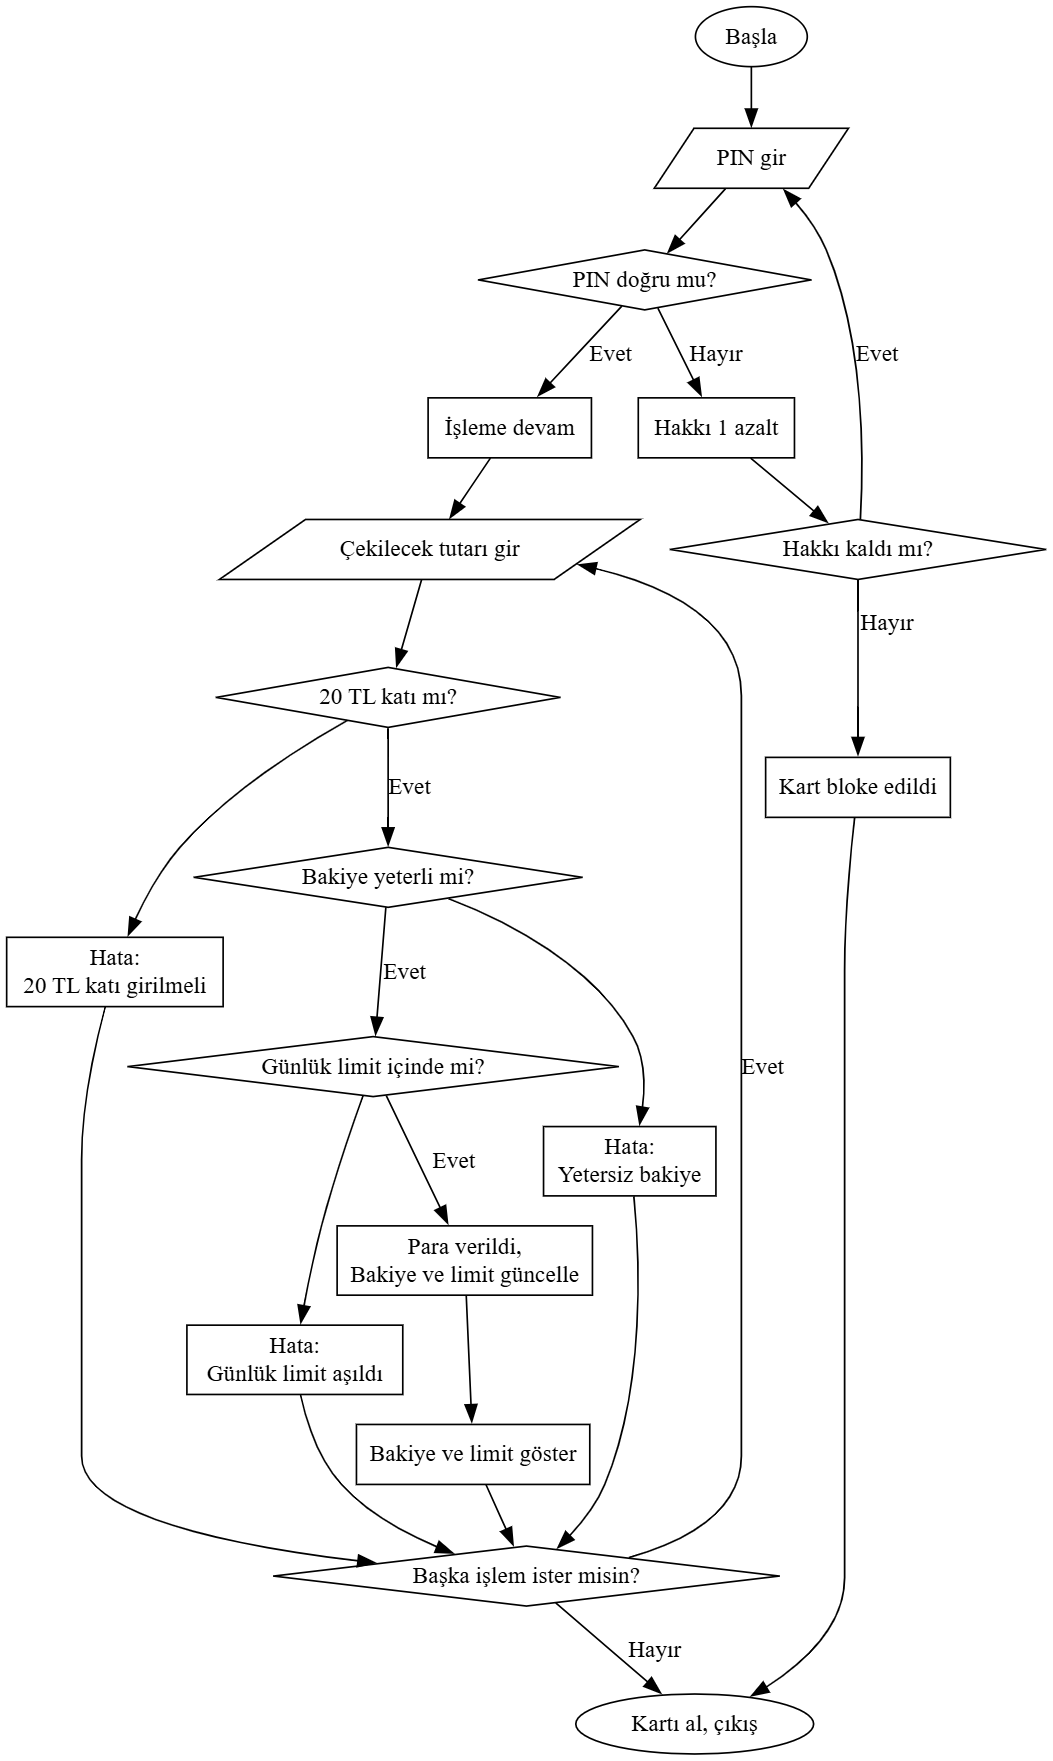 Başla
PIN gir
PIN doğru mu?
Evet
Hayır
Evet
İşleme devam
Hakkı 1 azalt
Çekilecek tutarı gir
Hakkı kaldı mı?
Hayır
20 TL katı mı?
Evet
Kart bloke edildi
Bakiye yeterli mi?
Hata:
20 TL katı girilmeli
Evet
Günlük limit içinde mi?
Evet
Hata:
Yetersiz bakiye
Evet
Para verildi,
Bakiye ve limit güncelle
Hata:
Günlük limit aşıldı
Bakiye ve limit göster
Başka işlem ister misin?
Hayır
Kartı al, çıkış